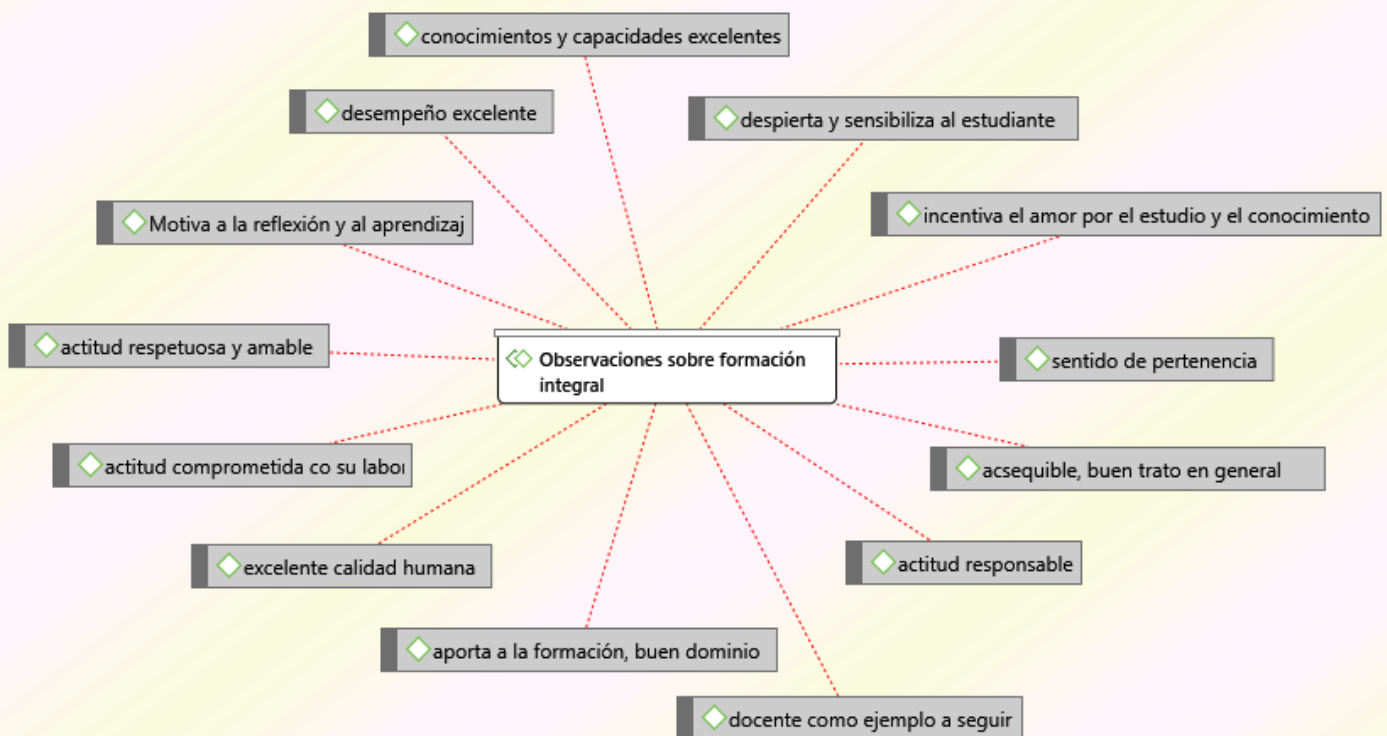 conocimientos y capacidades excelentes
desempeño excelente
despierta y sensibiliza al estudiante
Motiva a la reflexión y al aprendizaj
incentiva el amor por el estudio y el conocimiento
actitud respetuosa y amable
Observaciones sobre formación
integral
sentido de pertenencia
actitud comprometida co su labor
acsequible, buen trato en general
excelente calidad humana
actitud responsable
aporta a la formación, buen dominio
docente como ejemplo a seguir